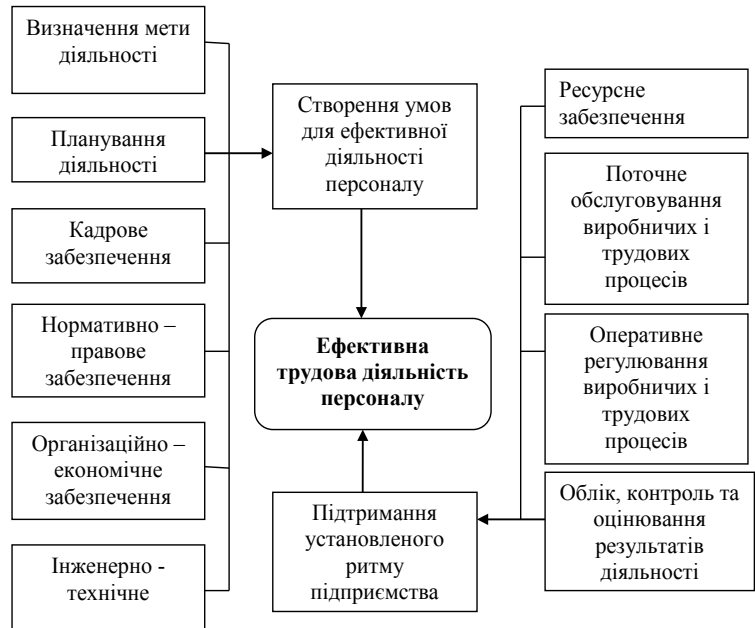 Визначення мети
діяльності
Планування
діяльності
Кадрове
забезпечення
Нормативно –
правове
забезпечення
Організаційно –
економічне
забезпечення
Інженерно -
технічне
Створення умов
для ефективної
діяльності
персоналу
Ефективна
трудова діяльність
персоналу
Підтримання
установленого
ритму
підприємства
Ресурсне
забезпечення
Поточне
обслуговування
виробничих і
трудових
процесів
Оперативне
регулювання
виробничих і
трудових
процесів
Облік, контроль та
оцінювання
результатів
діяльності